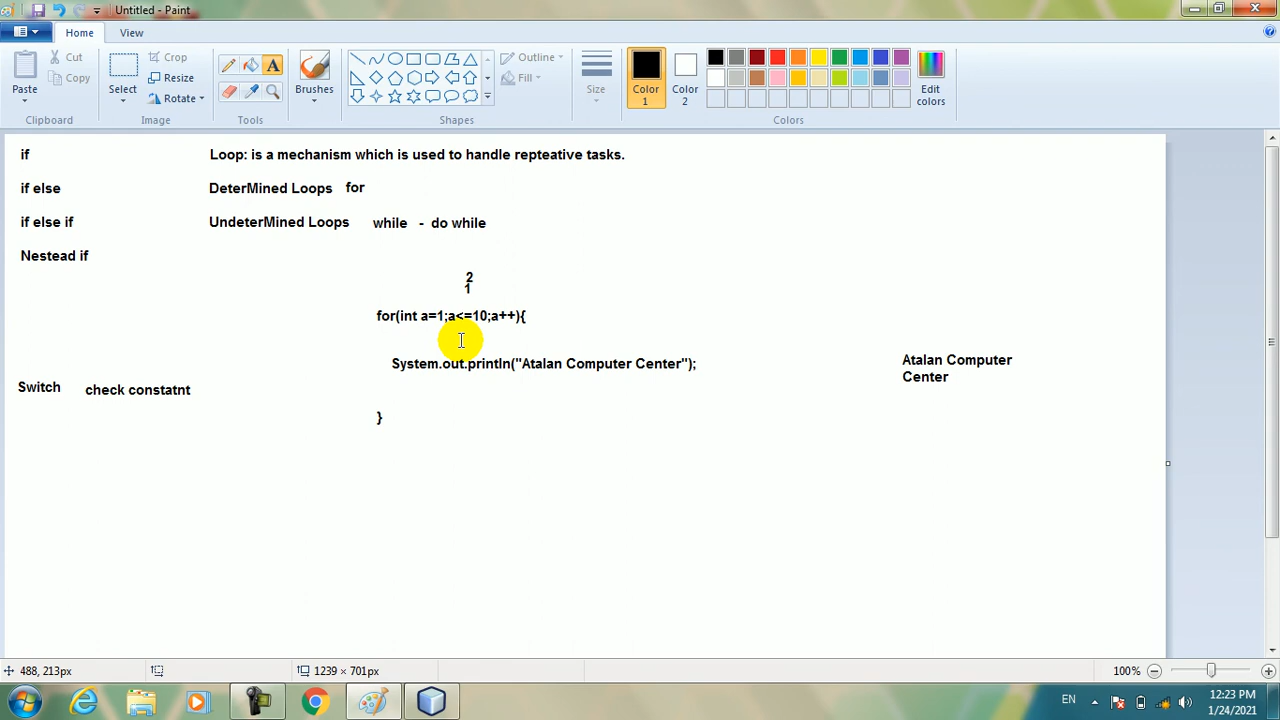 Untitled - Paint
Home
View
Paste
Cut
Copy
Clipboard
Select
Crop
Resize
Rotate
Image
A
Tools
Brushes
Shapes
Outline
Fill
Size
Color 1
Color 2
Edit colors
Colors
if
Loop: is a mechanism which is used to handle repteative tasks.
if else
DeterMined Loops for
if else if
UndeterMined Loops while - do while
Nestead if
2
1
for(int a=1;a<=10;a++){
System.out.println("Atalan Computer Center");
Atalan Computer
Center
Switch check constatnt
}
488, 213px
1239 × 701px
100%
EN
12:23 PM
1/24/2021